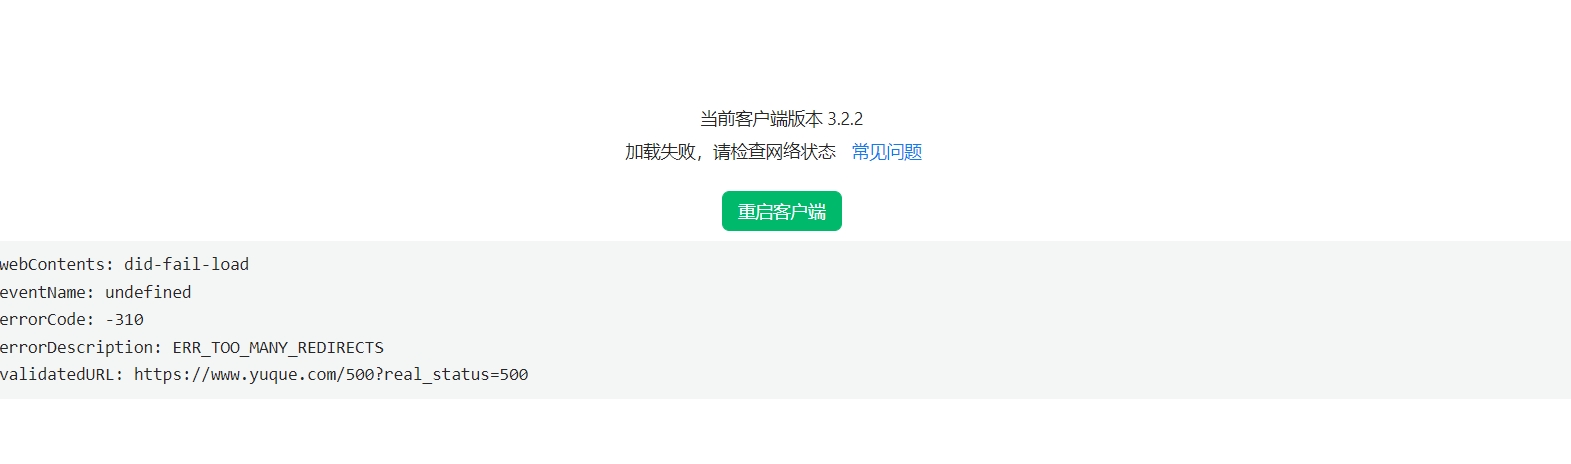 当前客户端版本 3.2.2
加载失败，请检查网络状态 常见问题
重启客户端
webContents: did-fail-load
eventName: undefined
errorCode: -310
errorDescription: ERR_TOO_MANY_REDIRECTS
validatedURL: https://www.yuque.com/500?real_status=500